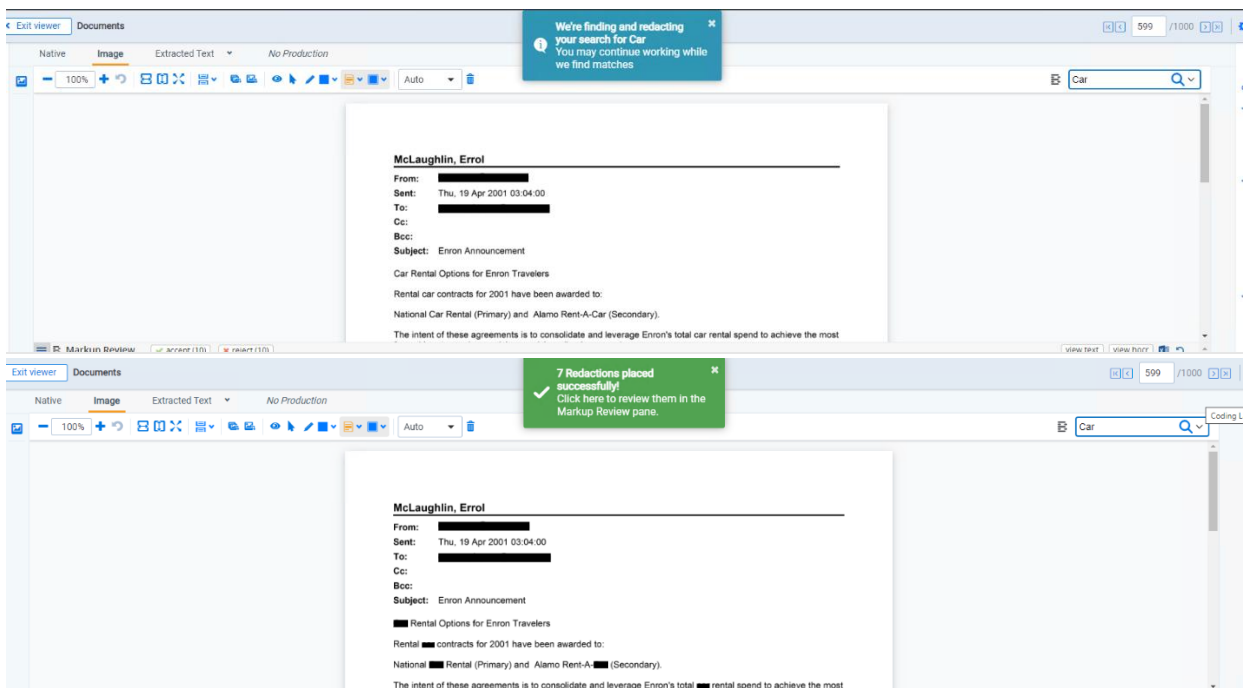 Exit viewer Documents
We're finding and redacting
your search for Car
You may continue working while
we find matches
599 /1000
Native Image Extracted Text No Production
100% Auto Car
McLaughlin, Errol
From:
Sent: Thu, 19 Apr 2001 03:04:00
To:
Cc:
Bcc:
Subject: Enron Announcement
Car Rental Options for Enron Travelers
Rental car contracts for 2001 have been awarded to:
National Car Rental (Primary) and Alamo Rent-A-Car (Secondary).
The intent of these agreements is to consolidate and leverage Enron's total car rental spend to achieve the most
Markup Review accept (10) reject (10) view text view hocr
Exit viewer Documents
7 Redactions placed
successfully!
Click here to review them in the
Markup Review pane.
599 /1000
Native Image Extracted Text No Production
Coding
100% Auto Car
McLaughlin, Errol
From:
Sent: Thu, 19 Apr 2001 03:04:00
To:
Cc:
Bcc:
Subject: Enron Announcement
Rental Options for Enron Travelers
Rental contracts for 2001 have been awarded to:
National Rental (Primary) and Alamo Rent-A- (Secondary).
The intent of these agreements is to consolidate and leverage Enron's total rental spend to achieve the most